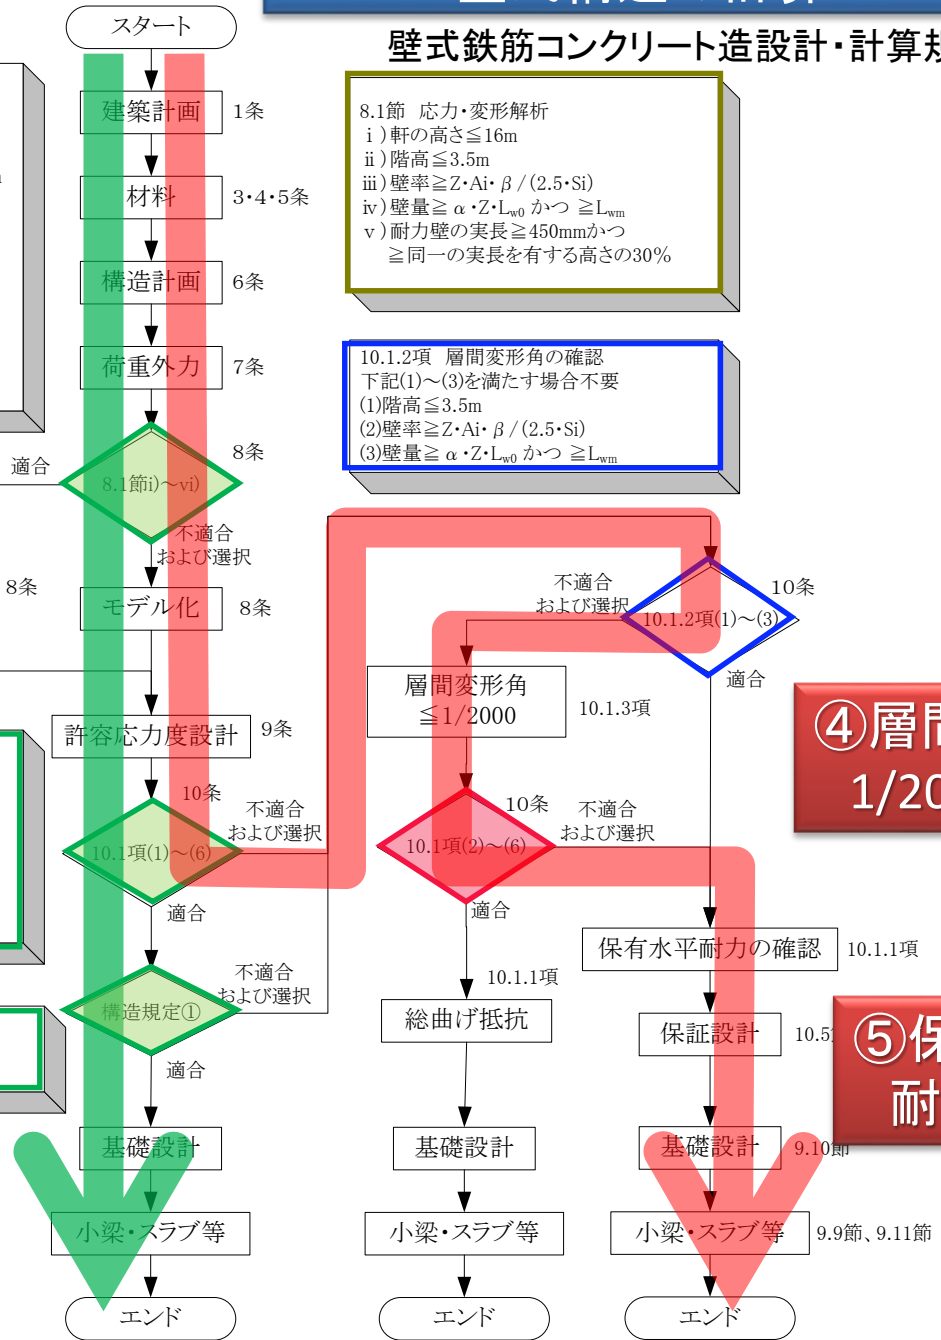 壁式鉄筋コンクリート造設計・計算規
スタート
建築計画 1条
材料 3・4・5条
構造計画 6条
荷重外力 7条
8条
適合
8.1節i)～vi)
不適合
および選択
8条
モデル化 8条
許容応力度設計 9条
10条
不適合
および選択
10.1項(1)～(6)
適合
不適合
および選択
構造規定①
適合
基礎設計
小梁・スラブ等
エンド
8.1節 応力・変形解析
ⅰ)軒の高さ≦16m
ⅱ)階高≦3.5m
ⅲ)壁率≧Z・Ai・β/(2.5・Si)
ⅳ)壁量≧α・Z・Lw0 かつ ≧Lwm
ⅴ)耐力壁の実長≧450mmかつ
≧同一の実長を有する高さの30%
10.1.2項 層間変形角の確認
下記(1)～(3)を満たす場合不要
(1)階高≦3.5m
(2)壁率≧Z・Ai・β/(2.5・Si)
(3)壁量≧α・Z・Lw0 かつ ≧Lwm
不適合
および選択
10条
10.1.2項(1)～(3)
適合
層間変形角
≦1/2000
10.1.3項
10条
不適合
および選択
10.1項(2)～(6)
適合
10.1.1項
総曲げ抵抗
基礎設計
小梁・スラブ等
エンド
保有水平耐力の確認 10.1.1項
保証設計 10.5
基礎設計 9.10節
小梁・スラブ等 9.9節、9.11節
エンド
④層間
1/20
⑤保
耐